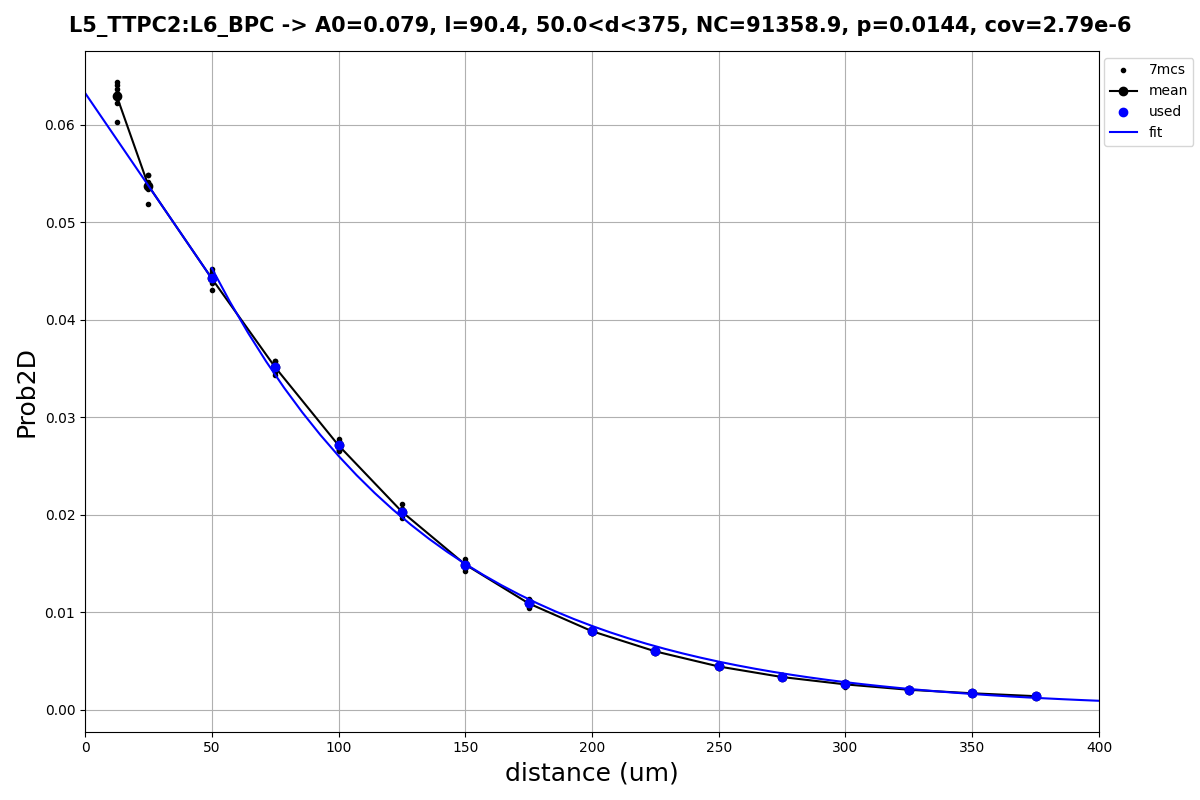 L5_TTPC2:L6_BPC -> A0=0.079, l=90.4, 50.0<d<375, NC=91358.9, p=0.0144, cov=2.79e-6
7mcs
mean
used
fit
0.06
0.05
0.04
0.03
0.02
0.01
0.00
Prob2D
0 50 100 150 200 250 300 350 400
distance (um)